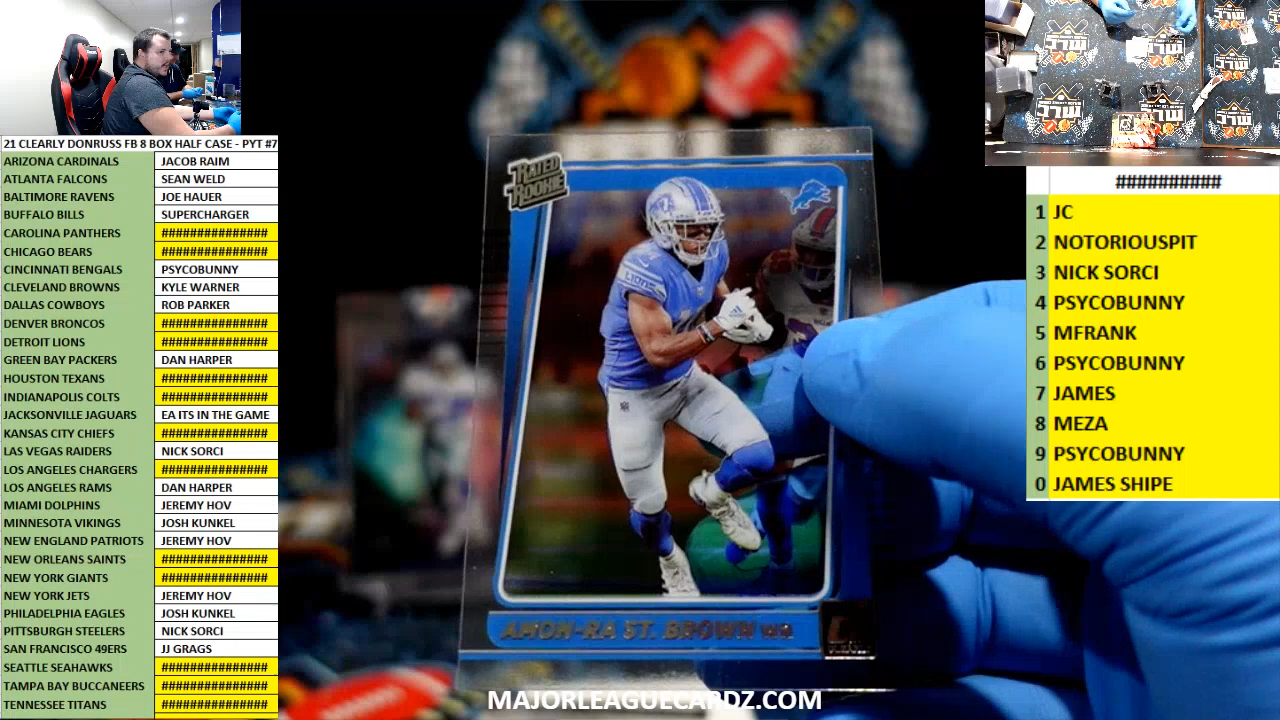 21 CLEARLY DONRUSS FB 8 BOX HALF CASE - PYT #7
ARIZONA CARDINALS JACOB RAIM
ATLANTA FALCONS SEAN WELD
BALTIMORE RAVENS JOE HAUER
BUFFALO BILLS SUPERCHARGER
CAROLINA PANTHERS ###############
CHICAGO BEARS ###############
CINCINNATI BENGALS PSYCOBUNNY
CLEVELAND BROWNS KYLE WARNER
DALLAS COWBOYS ROB PARKER
DENVER BRONCOS ###############
DETROIT LIONS ###############
GREEN BAY PACKERS DAN HARPER
HOUSTON TEXANS ###############
INDIANAPOLIS COLTS ###############
JACKSONVILLE JAGUARS EA ITS IN THE GAME
KANSAS CITY CHIEFS ###############
LAS VEGAS RAIDERS NICK SORCI
LOS ANGELES CHARGERS ###############
LOS ANGELES RAMS DAN HARPER
MIAMI DOLPHINS JEREMY HOV
MINNESOTA VIKINGS JOSH KUNKEL
NEW ENGLAND PATRIOTS JEREMY HOV
NEW ORLEANS SAINTS ###############
NEW YORK GIANTS ###############
NEW YORK JETS JEREMY HOV
PHILADELPHIA EAGLES JOSH KUNKEL
PITTSBURGH STEELERS NICK SORCI
SAN FRANCISCO 49ERS JJ GRAGS
SEATTLE SEAHAWKS ###############
TAMPA BAY BUCCANEERS ###############
TENNESSEE TITANS ###############
RATED
ROOKIE
LIONS
AMON-RA ST. BROWN WR
MAJORLEAGUECARDZ.COM
##########
1 JC
2 NOTORIOUSPIT
3 NICK SORCI
4 PSYCOBUNNY
5 MFRANK
6 PSYCOBUNNY
7 JAMES
8 MEZA
9 PSYCOBUNNY
0 JAMES SHIPE